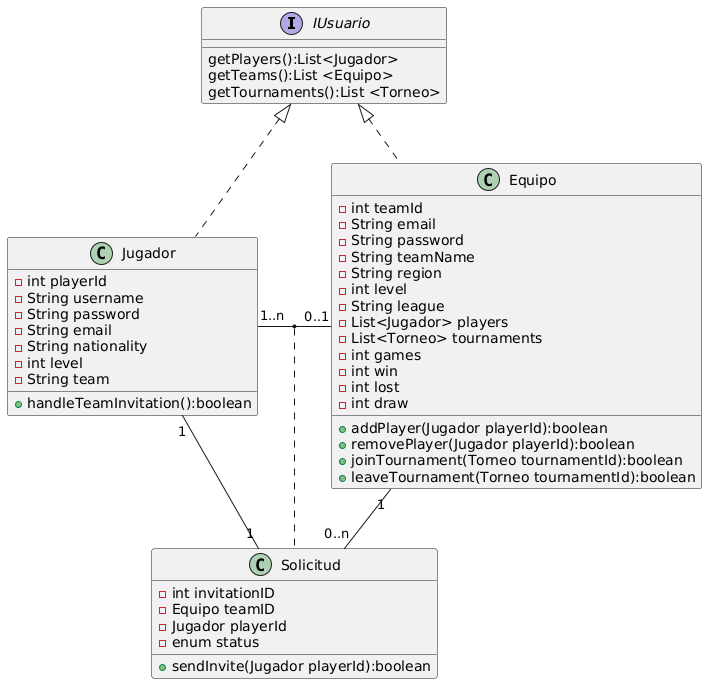 I IUsuario
getPlayers():List<Jugador>
getTeams():List <Equipo>
getTournaments():List <Torneo>
C Equipo
int teamId
String email
String password
String teamName
String region
int level
String league
List<Jugador> players
List<Torneo> tournaments
int games
int win
int lost
int draw
addPlayer(Jugador playerId):boolean
removePlayer(Jugador playerId):boolean
joinTournament(Torneo tournamentId):boolean
leaveTournament(Torneo tournamentId):boolean
C Jugador
int playerId
String username
String password
String email
String nationality
int level
String team
handleTeamInvitation():boolean
1..n 0..1
1
1
1
0..n
C Solicitud
int invitationID
Equipo teamID
Jugador playerId
enum status
sendInvite(Jugador playerId):boolean